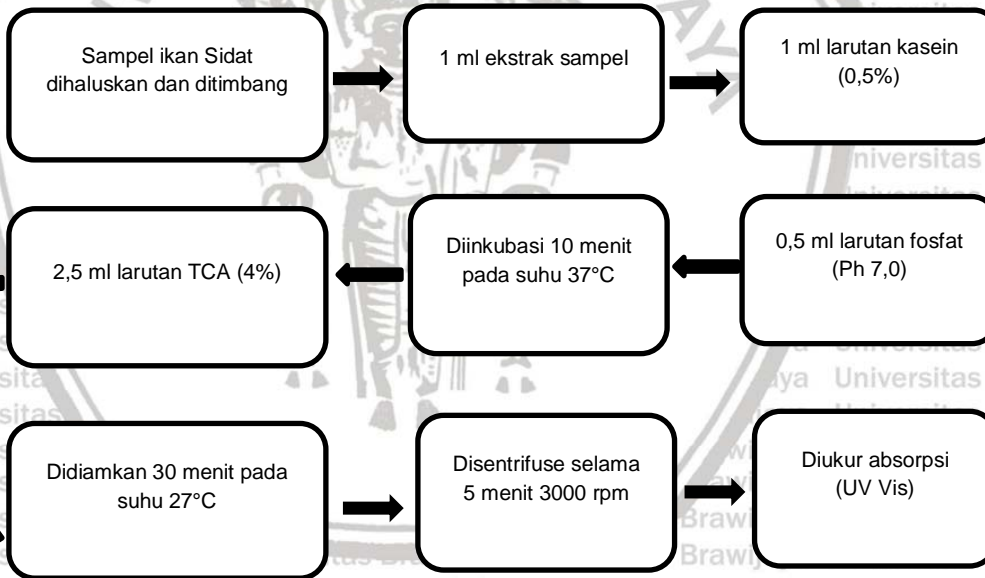 Sampel ikan Sidat
dihaluskan dan ditimbang
1 ml ekstrak sampel
1 ml larutan kasein
(0,5%)
0,5 ml larutan fosfat
(Ph 7,0)
Diinkubasi 10 menit
pada suhu 37°C
2,5 ml larutan TCA (4%)
Didiamkan 30 menit pada
suhu 27°C
Disentrifuse selama
5 menit 3000 rpm
Diukur absorpsi
(UV Vis)
Universitas